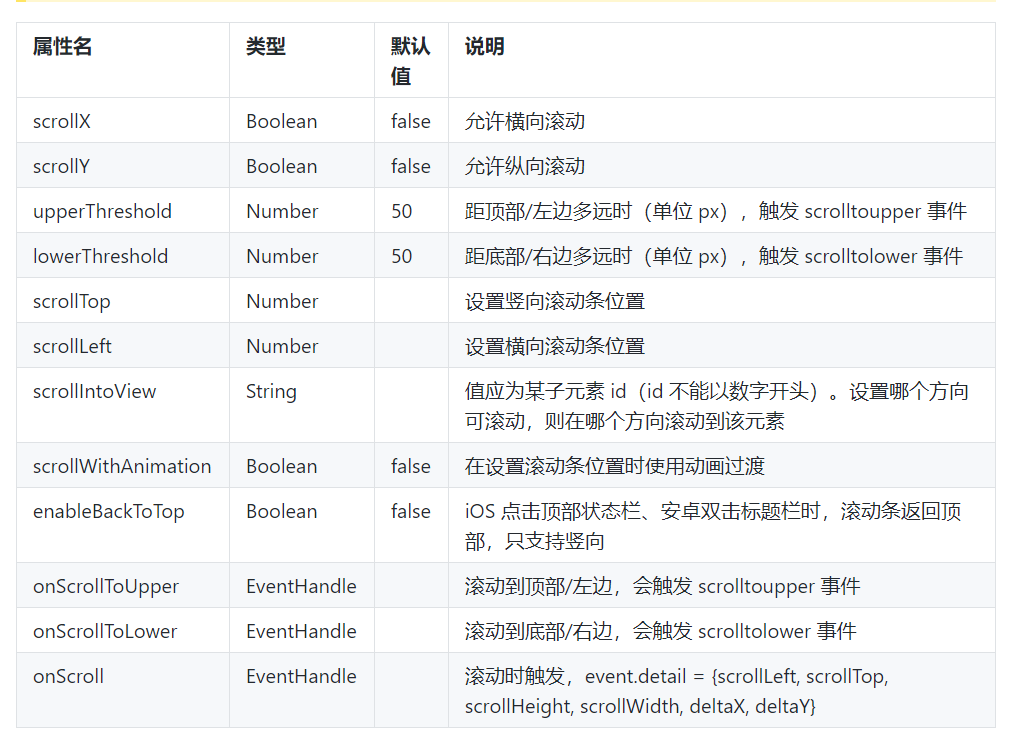 属性名 类型 默认值 说明
scrollX Boolean false 允许横向滚动
scrollY Boolean false 允许纵向滚动
upperThreshold Number 50 距顶部/左边多远时（单位 px），触发 scrolltoupper 事件
lowerThreshold Number 50 距底部/右边多远时（单位 px），触发 scrolltolower 事件
scrollTop Number 设置竖向滚动条位置
scrollLeft Number 设置横向滚动条位置
scrollIntoView String 值应为某子元素 id（id 不能以数字开头）。设置哪个方向
可滚动，则在哪个方向滚动到该元素
scrollWithAnimation Boolean false 在设置滚动条位置时使用动画过渡
enableBackToTop Boolean false iOS 点击顶部状态栏、安卓双击标题栏时，滚动条返回顶
部，只支持竖向
onScrollToUpper EventHandle 滚动到顶部/左边，会触发 scrolltoupper 事件
onScrollToLower EventHandle 滚动到底部/右边，会触发 scrolltolower 事件
onScroll EventHandle 滚动时触发，event.detail = {scrollLeft, scrollTop,
scrollHeight, scrollWidth, deltaX, deltaY}